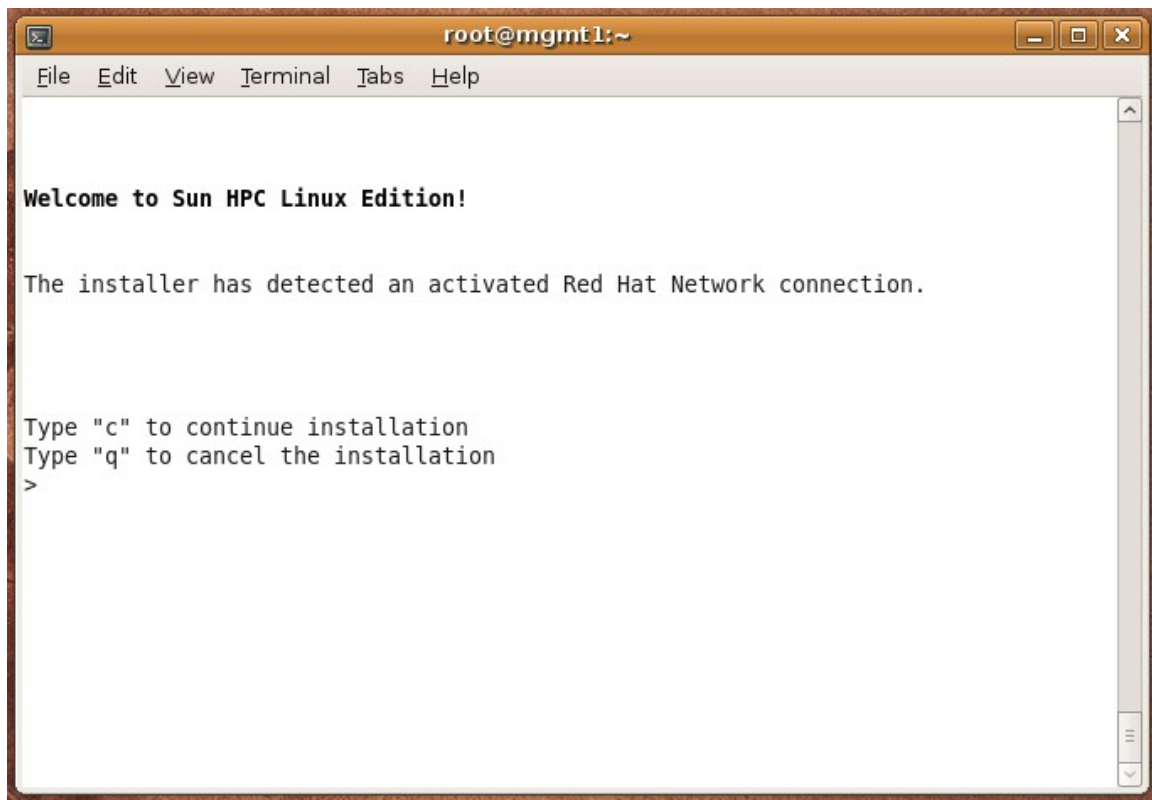 root@mgmt1:~
File Edit View Terminal Tabs Help
Welcome to Sun HPC Linux Edition!
The installer has detected an activated Red Hat Network connection.
Type "c" to continue installation
Type "q" to cancel the installation
>